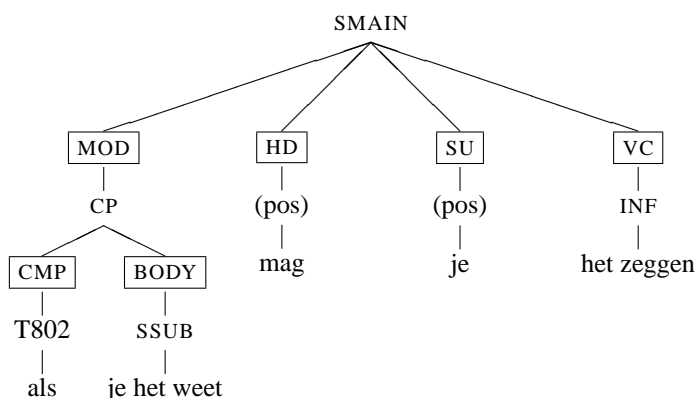 SMAIN
MOD HD SU VC
CP (pos) (pos) INF
CMP BODY mag je het zeggen
T802 SSUB
als je het weet